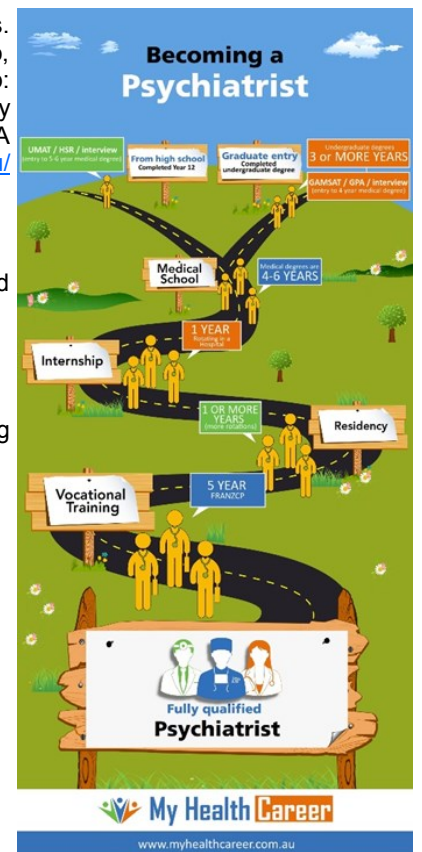 s.
o,
o:
y
A
u/
d
g
Becoming a
Psychiatrist
UMAT / HSR / interview
(entry to 5-6 year medical degree)
From high school
Completed Year 12
Graduate entry
Completed
undergraduate degree
Undergraduate degrees
3 or MORE YEARS
GAMSAT / GPA / interview
(entry to 4 year medical degree)
Medical
School
Medical degrees are
4-6 YEARS
1 YEAR
Rotating in a
Hospital
Internship
1 OR MORE
YEARS
(more rotations)
Residency
5 YEAR
FRANZCP
Vocational
Training
Fully qualified
Psychiatrist
My Health Career
www.myhealthcareer.com.au